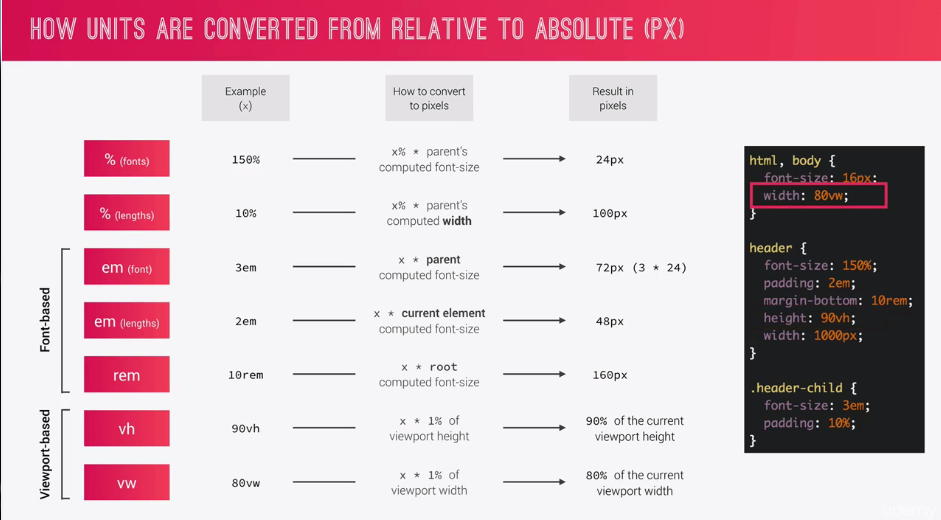 HOW UNITS ARE CONVERTED FROM RELATIVE TO ABSOLUTE (PX)
Example
(x)
How to convert
to pixels
Result in
pixels
% (fonts)
150%
x% * parent's
computed font-size
24px
% (lengths)
10%
x% * parent's
computed width
100px
Font-based
em (font)
3em
x * parent
computed font-size
72px (3 * 24)
em (lengths)
2em
x * current element
computed font-size
48px
rem
10rem
x * root
computed font-size
160px
Viewport-based
vh
90vh
x * 1% of
viewport height
90% of the current
viewport height
vw
80vw
x * 1% of
viewport width
80% of the current
viewport width
html, body {
font-size: 16px;
width: 80vw;
}
header {
font-size: 150%;
padding: 2em;
margin-bottom: 10rem;
height: 90vh;
width: 1000px;
}
.header-child {
font-size: 3em;
padding: 10%;
}
udemy